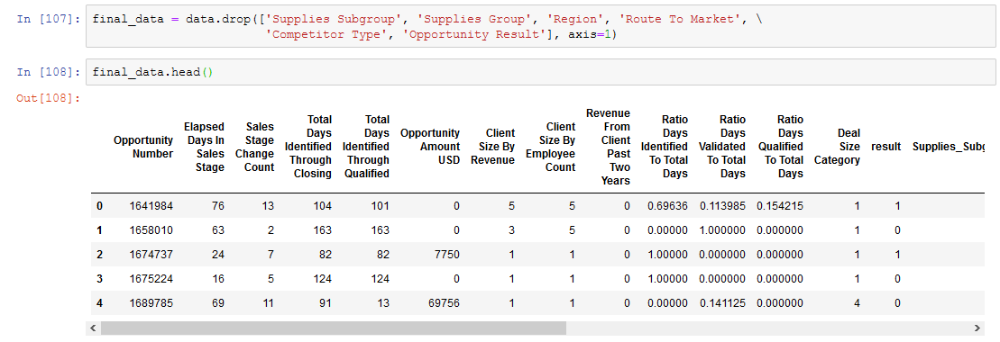 In [107]: final_data = data.drop(['Supplies Subgroup', 'Supplies Group', 'Region', 'Route To Market', \
'Competitor Type', 'Opportunity Result'], axis=1)
In [108]: final_data.head()
Out[108]:
Opportunity Number Elapsed Days In Sales Stage Sales Stage Change Count Total Days Identified Through Closing Total Days Identified Through Qualified Opportunity Amount USD Client Size By Revenue Client Size By Employee Count Revenue From Client Past Two Years Ratio Days Identified To Total Days Ratio Days Validated To Total Days Ratio Days Qualified To Total Days Deal Size Category result Supplies_Subg
0 1641984 76 13 104 101 0 5 5 0 0.69636 0.113985 0.154215 1 1
1 1658010 63 2 163 163 0 3 5 0 0.00000 1.000000 0.000000 1 0
2 1674737 24 7 82 82 7750 1 1 0 1.00000 0.000000 0.000000 1 1
3 1675224 16 5 124 124 0 1 1 0 1.00000 0.000000 0.000000 1 0
4 1689785 69 11 91 13 69756 1 1 0 0.00000 0.141125 0.000000 4 0